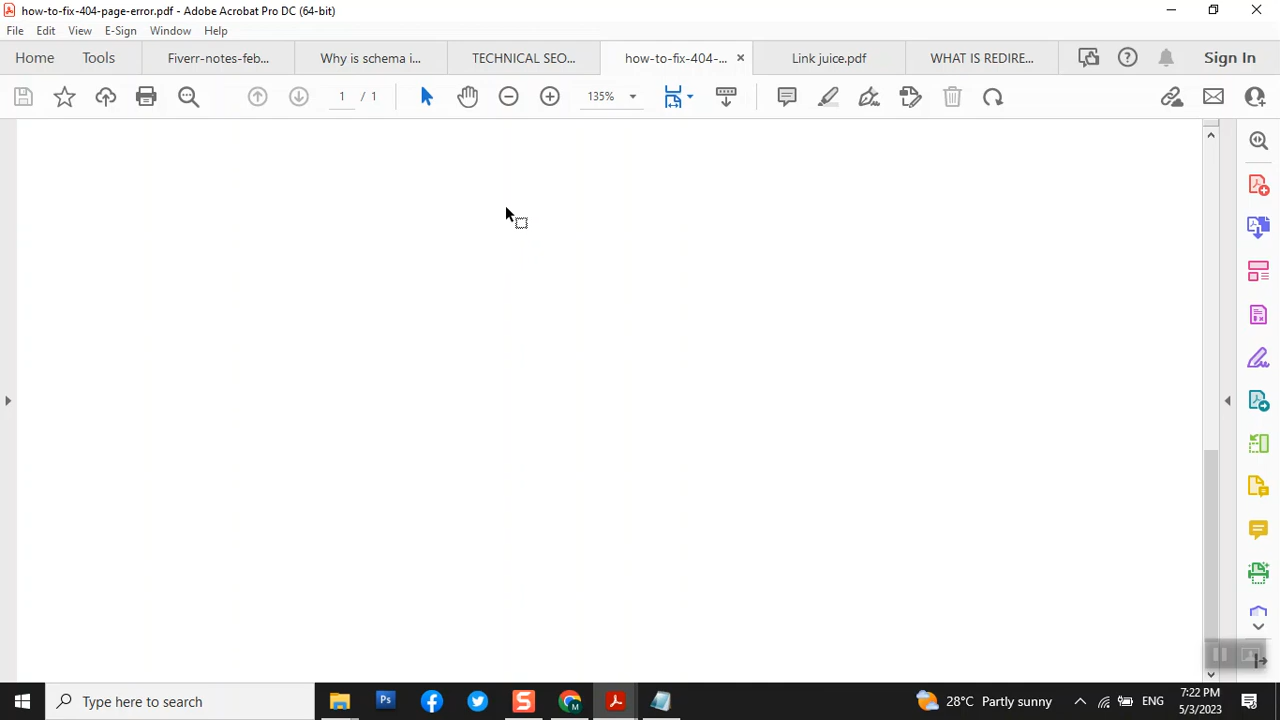 how-to-fix-404-page-error.pdf - Adobe Acrobat Pro DC (64-bit)
File Edit View E-Sign Window Help
Home Tools Fiverr-notes-feb... Why is schema i... TECHNICAL SEO... how-to-fix-404-... Link juice.pdf WHAT IS REDIRE... Sign In
1 / 1 135%
Type here to search Ps S M 28°C Partly sunny ENG 7:22 PM
5/3/2023